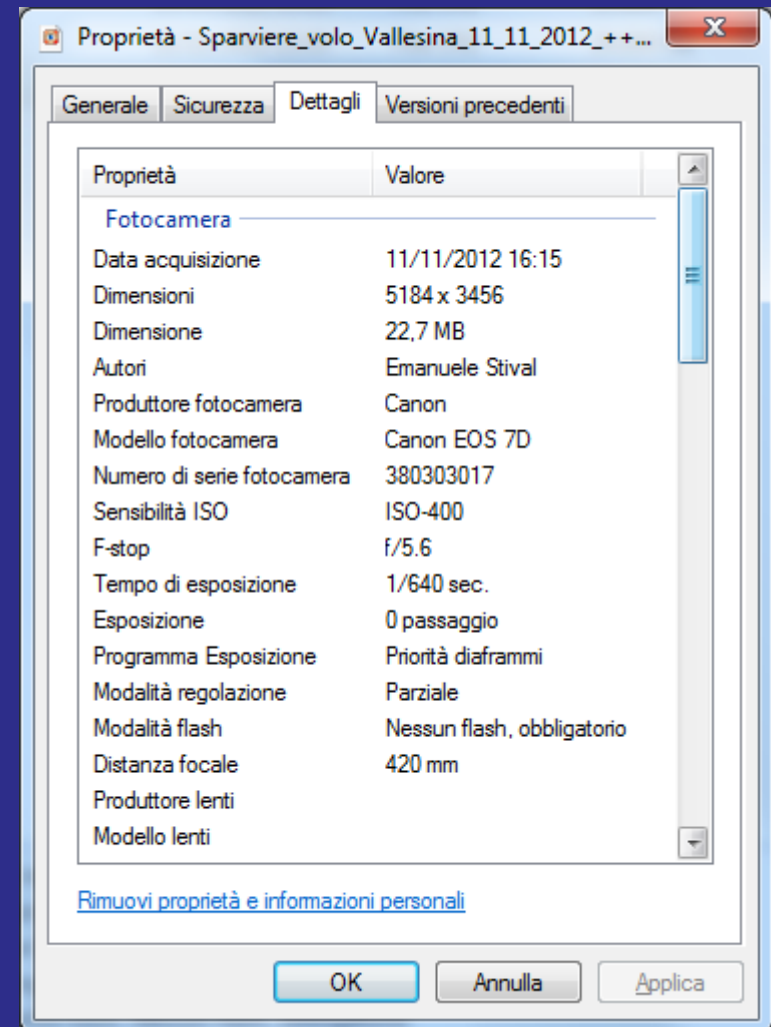 Proprietà - Sparviere_volo_Vallesina_11_11_2012_++...
Generale Sicurezza Dettagli Versioni precedenti
Proprietà Valore
Fotocamera
Data acquisizione 11/11/2012 16:15
Dimensioni 5184 x 3456
Dimensione 22,7 MB
Autori Emanuele Stival
Produttore fotocamera Canon
Modello fotocamera Canon EOS 7D
Numero di serie fotocamera 380303017
Sensibilità ISO ISO-400
F-stop f/5.6
Tempo di esposizione 1/640 sec.
Esposizione 0 passaggio
Programma Esposizione Priorità diaframmi
Modalità regolazione Parziale
Modalità flash Nessun flash, obbligatorio
Distanza focale 420 mm
Produttore lenti
Modello lenti
Rimuovi proprietà e informazioni personali
OK Annulla Applica